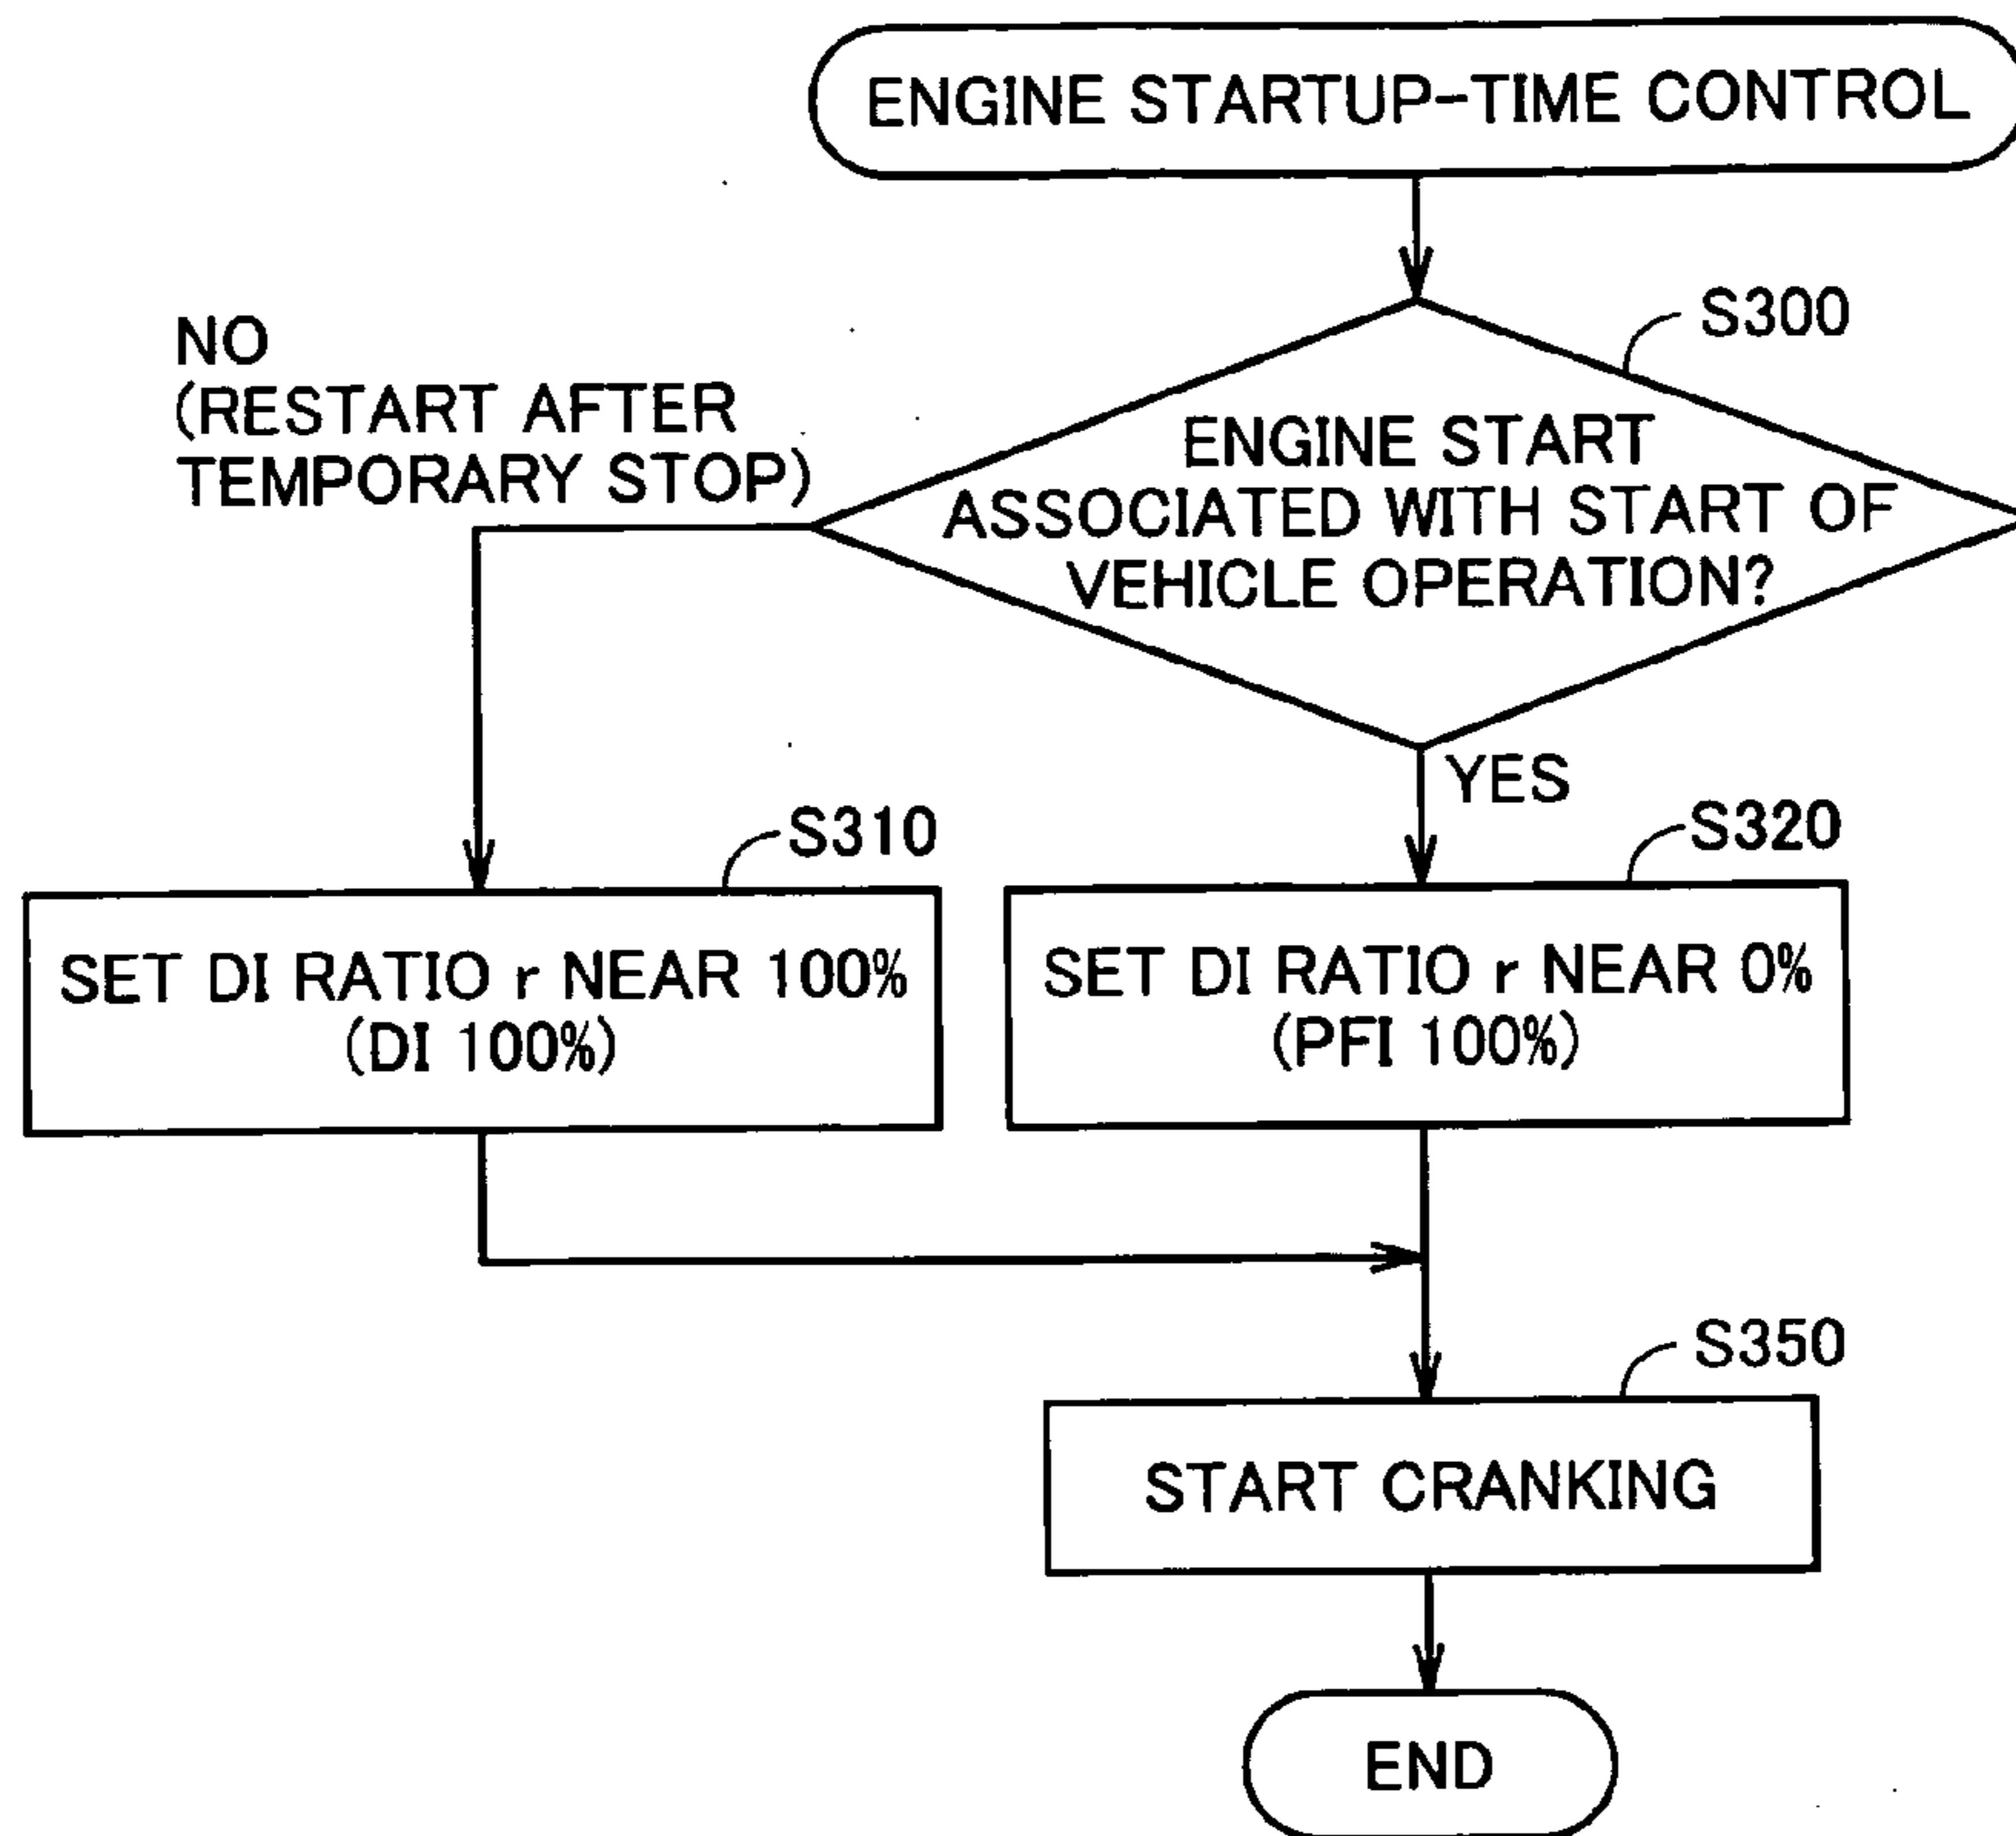 ENGINE STARTUP-TIME CONTROL
S300
NO
(RESTART AFTER
TEMPORARY STOP)
ENGINE START
ASSOCIATED WITH START OF
VEHICLE OPERATION?
YES
S310
S320
SET DI RATIO r NEAR 100%
(DI 100%)
SET DI RATIO r NEAR 0%
(PFI 100%)
S350
START CRANKING
END